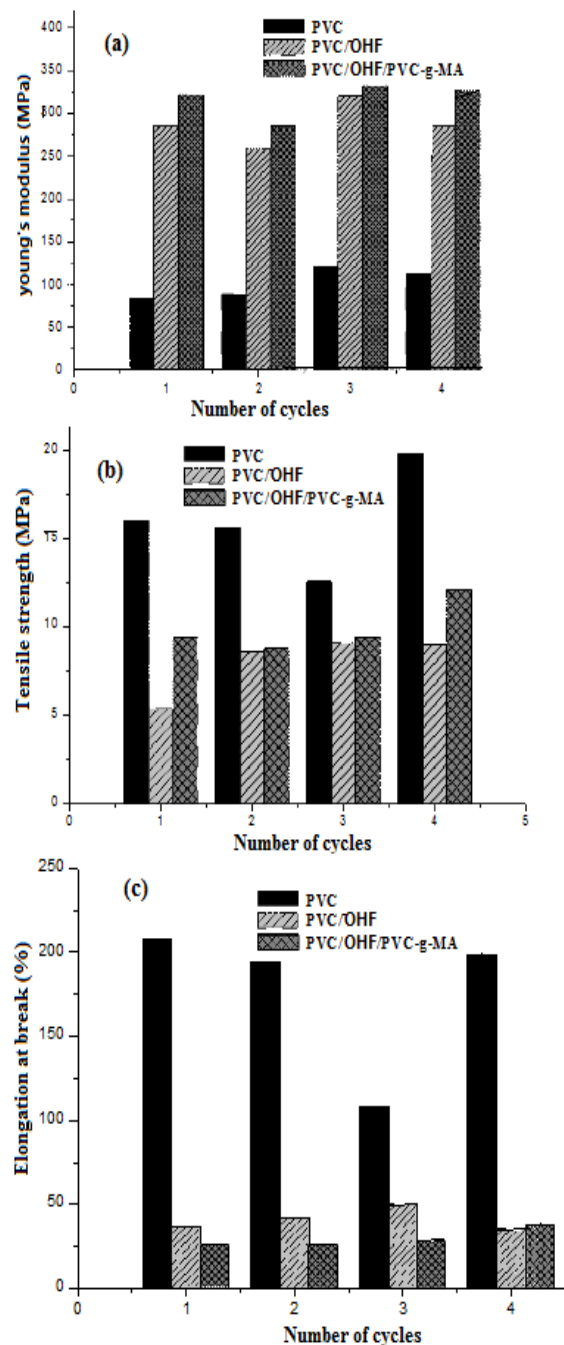 (a)
PVC
PVC/OHF
PVC/OHF/PVC-g-MA
young's modulus (MPa)
400
350
300
250
200
150
100
50
0
0 1 2 3 4
Number of cycles
(b)
PVC
PVC/OHF
PVC/OHF/PVC-g-MA
Tensile strength (MPa)
20
15
10
5
0
0 1 2 3 4 5
Number of cycles
(c)
PVC
PVC/OHF
PVC/OHF/PVC-g-MA
Elongation at break (%)
250
200
150
100
50
0
0 1 2 3 4
Number of cycles